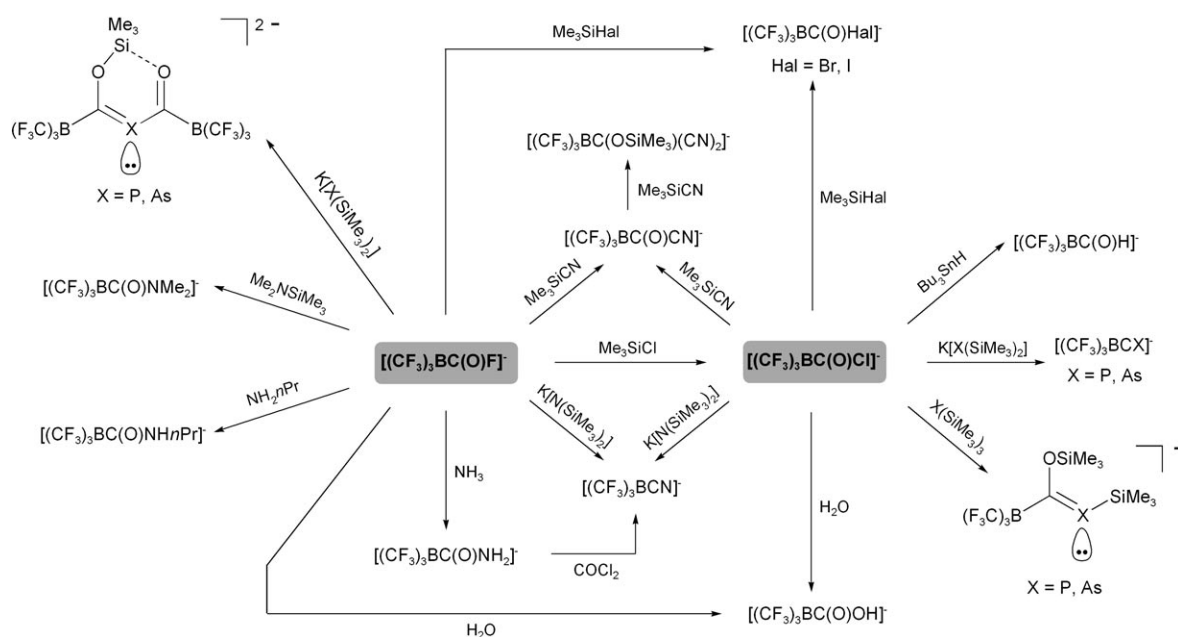 Me₃
Si
O
O
(F₃C)₃B
X
B(CF₃)₃
2 –
X = P, As
K[X(SiMe₃)₂]
Me₃SiHal
[(CF₃)₃BC(O)Hal]⁻
Hal = Br, I
[(CF₃)₃BC(OSiMe₃)(CN)₂]⁻
Me₃SiCN
Me₃SiHal
[(CF₃)₃BC(O)CN]⁻
Me₃SiCN
Me₃SiCN
Bu₃SnH
[(CF₃)₃BC(O)H]⁻
[(CF₃)₃BC(O)NMe₂]⁻
Me₂NSiMe₃
[(CF₃)₃BC(O)F]⁻
Me₃SiCl
[(CF₃)₃BC(O)Cl]⁻
K[X(SiMe₃)₂]
[(CF₃)₃BCX]⁻
X = P, As
NH₂nPr
[(CF₃)₃BC(O)NHnPr]⁻
K[N(SiMe₃)₂]
K[N(SiMe₃)₂]
X(SiMe₃)₃
NH₃
[(CF₃)₃BCN]⁻
H₂O
OSiMe₃
SiMe₃
(F₃C)₃B
X
–
X = P, As
[(CF₃)₃BC(O)NH₂]⁻
COCl₂
H₂O
[(CF₃)₃BC(O)OH]⁻